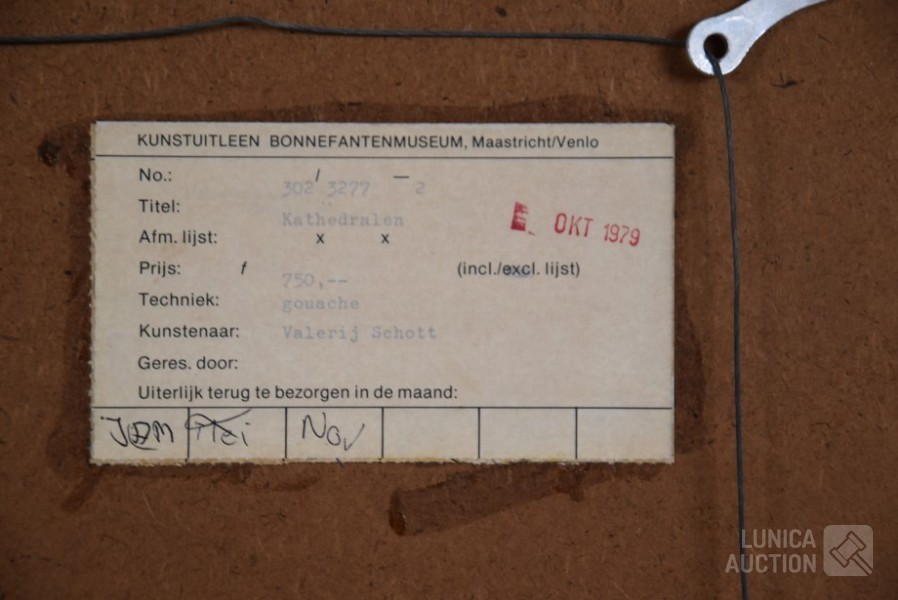 KUNSTUITLEEN BONNEFANTENMUSEUM, Maastricht/Venlo
No.: 302/3277 — 2
Titel: Kathedralen
OKT 1979
Afm. lijst: x x
Prijs: f 750,-- (incl./excl. lijst)
Techniek: gouache
Kunstenaar: Valerij Schott
Geres. door:
Uiterlijk terug te bezorgen in de maand:
Mei Nov
LUNICA
AUCTION